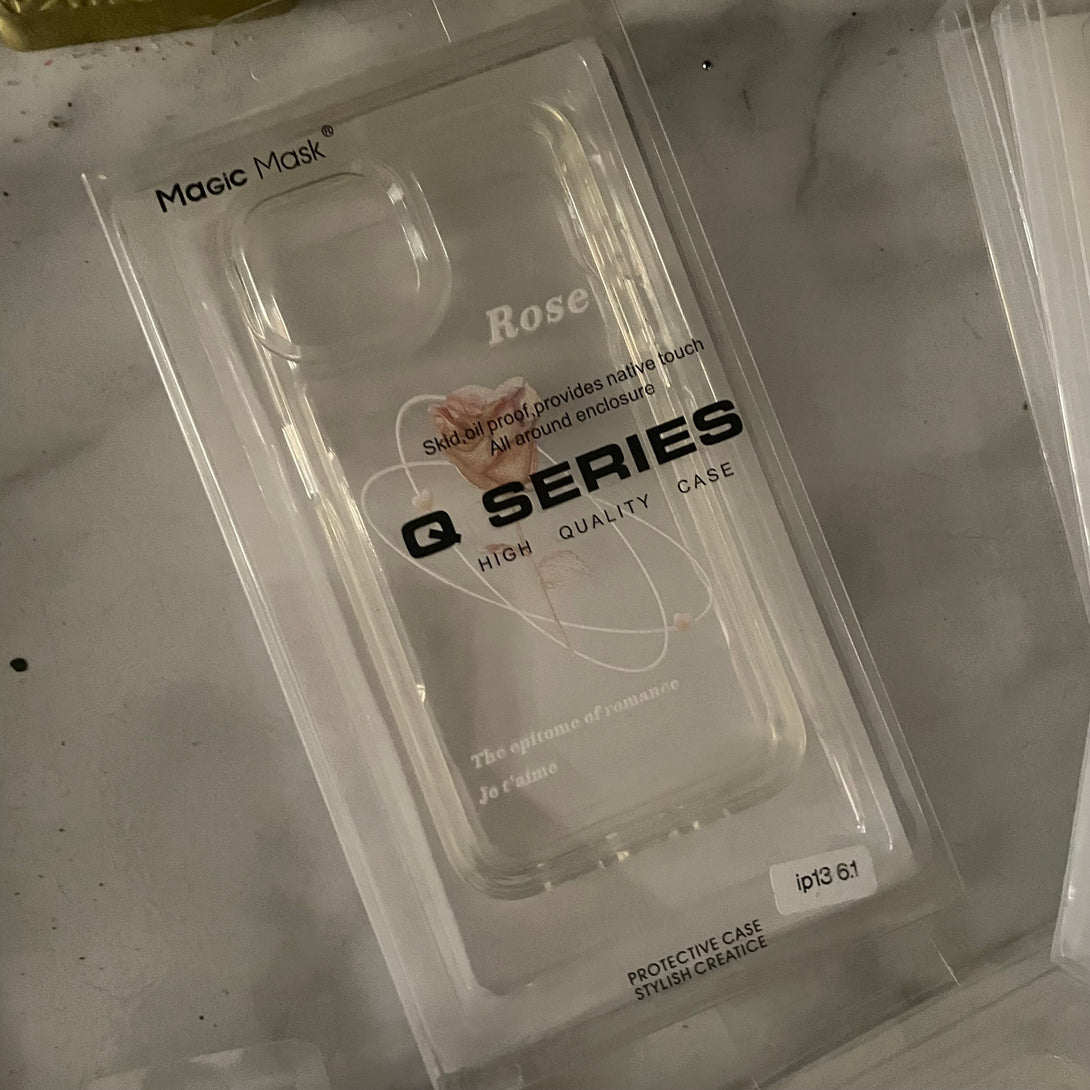 Magic Mask®
Rose
Skid,oil proof,provides native touch
All around enclosure
Q SERIES
HIGH QUALITY CASE
The epitome of romance
Je t'aime
ip13 6.1
PROTECTIVE CASE
STYLISH CREATICE